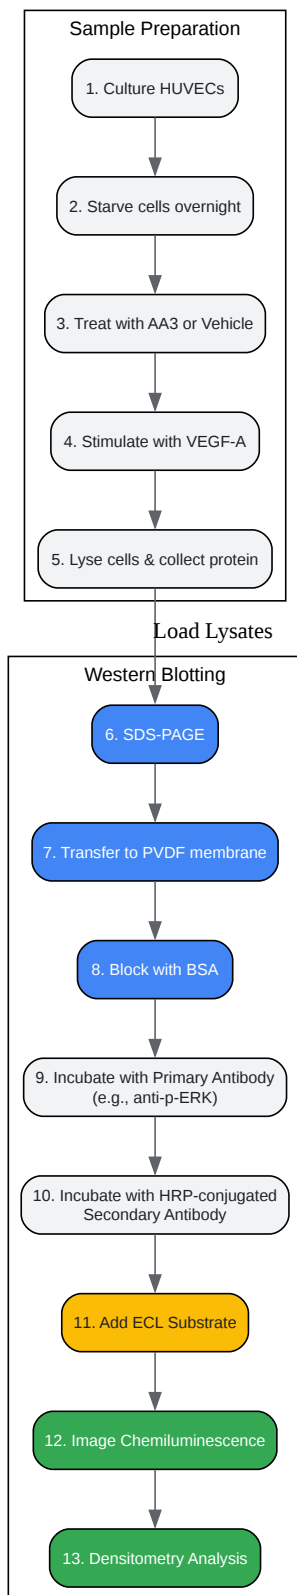 Sample Preparation
1. Culture HUVECs
2. Starve cells overnight
3. Treat with AA3 or Vehicle
4. Stimulate with VEGF-A
5. Lyse cells & collect protein
Load Lysates
Western Blotting
6. SDS-PAGE
7. Transfer to PVDF membrane
8. Block with BSA
9. Incubate with Primary Antibody
(e.g., anti-p-ERK)
10. Incubate with HRP-conjugated
Secondary Antibody
11. Add ECL Substrate
12. Image Chemiluminescence
13. Densitometry Analysis